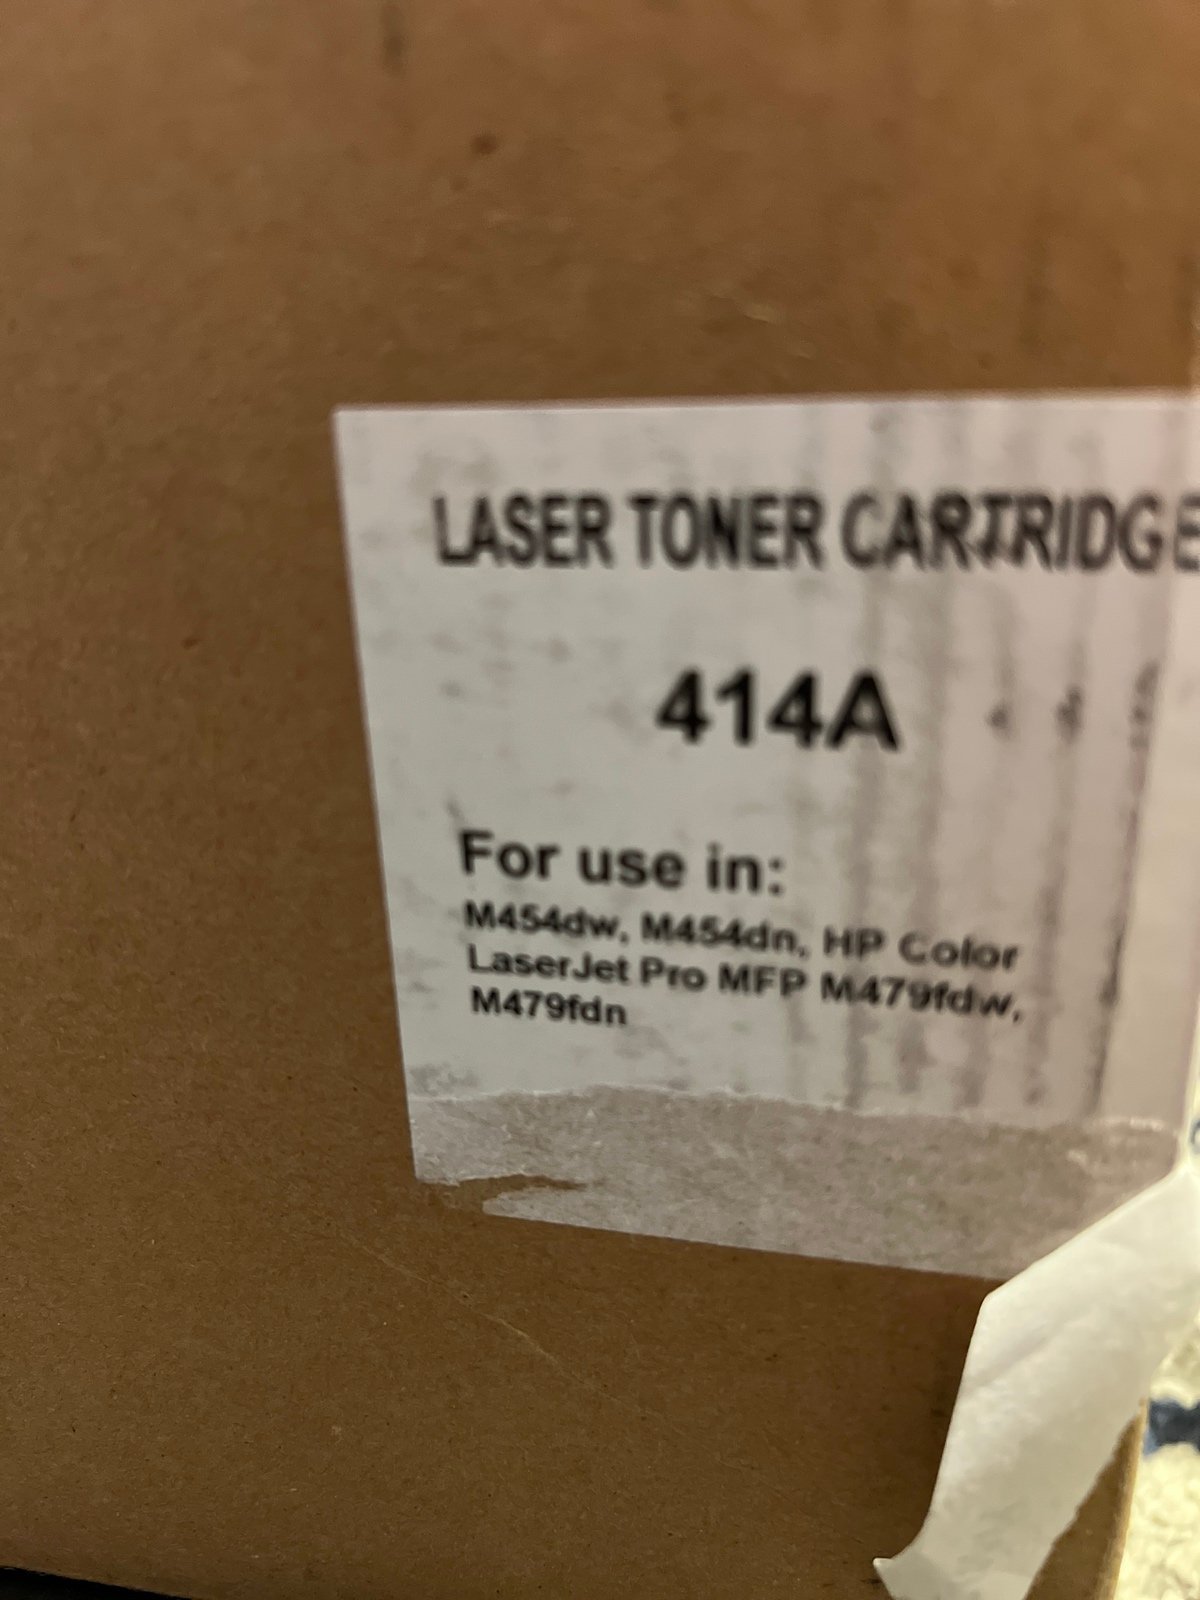 LASER TONER CARTRIDGE
414A
For use in:
M454dw, M454dn, HP Color
LaserJet Pro MFP M479fdw,
M479fdn